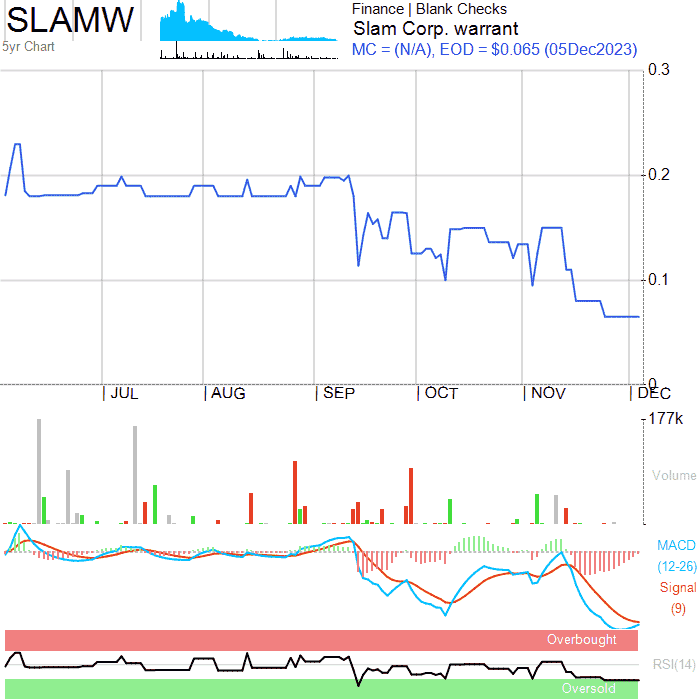 SLAMW
5yr Chart
Finance | Blank Checks
Slam Corp. warrant
MC = (N/A), EOD = $0.065 (05Dec2023)
0.3
0.2
0.1
0
| JUL | AUG | SEP | OCT | NOV | DEC
177k
Volume
MACD
(12-26)
Signal
(9)
Overbought
RSI(14)
Oversold